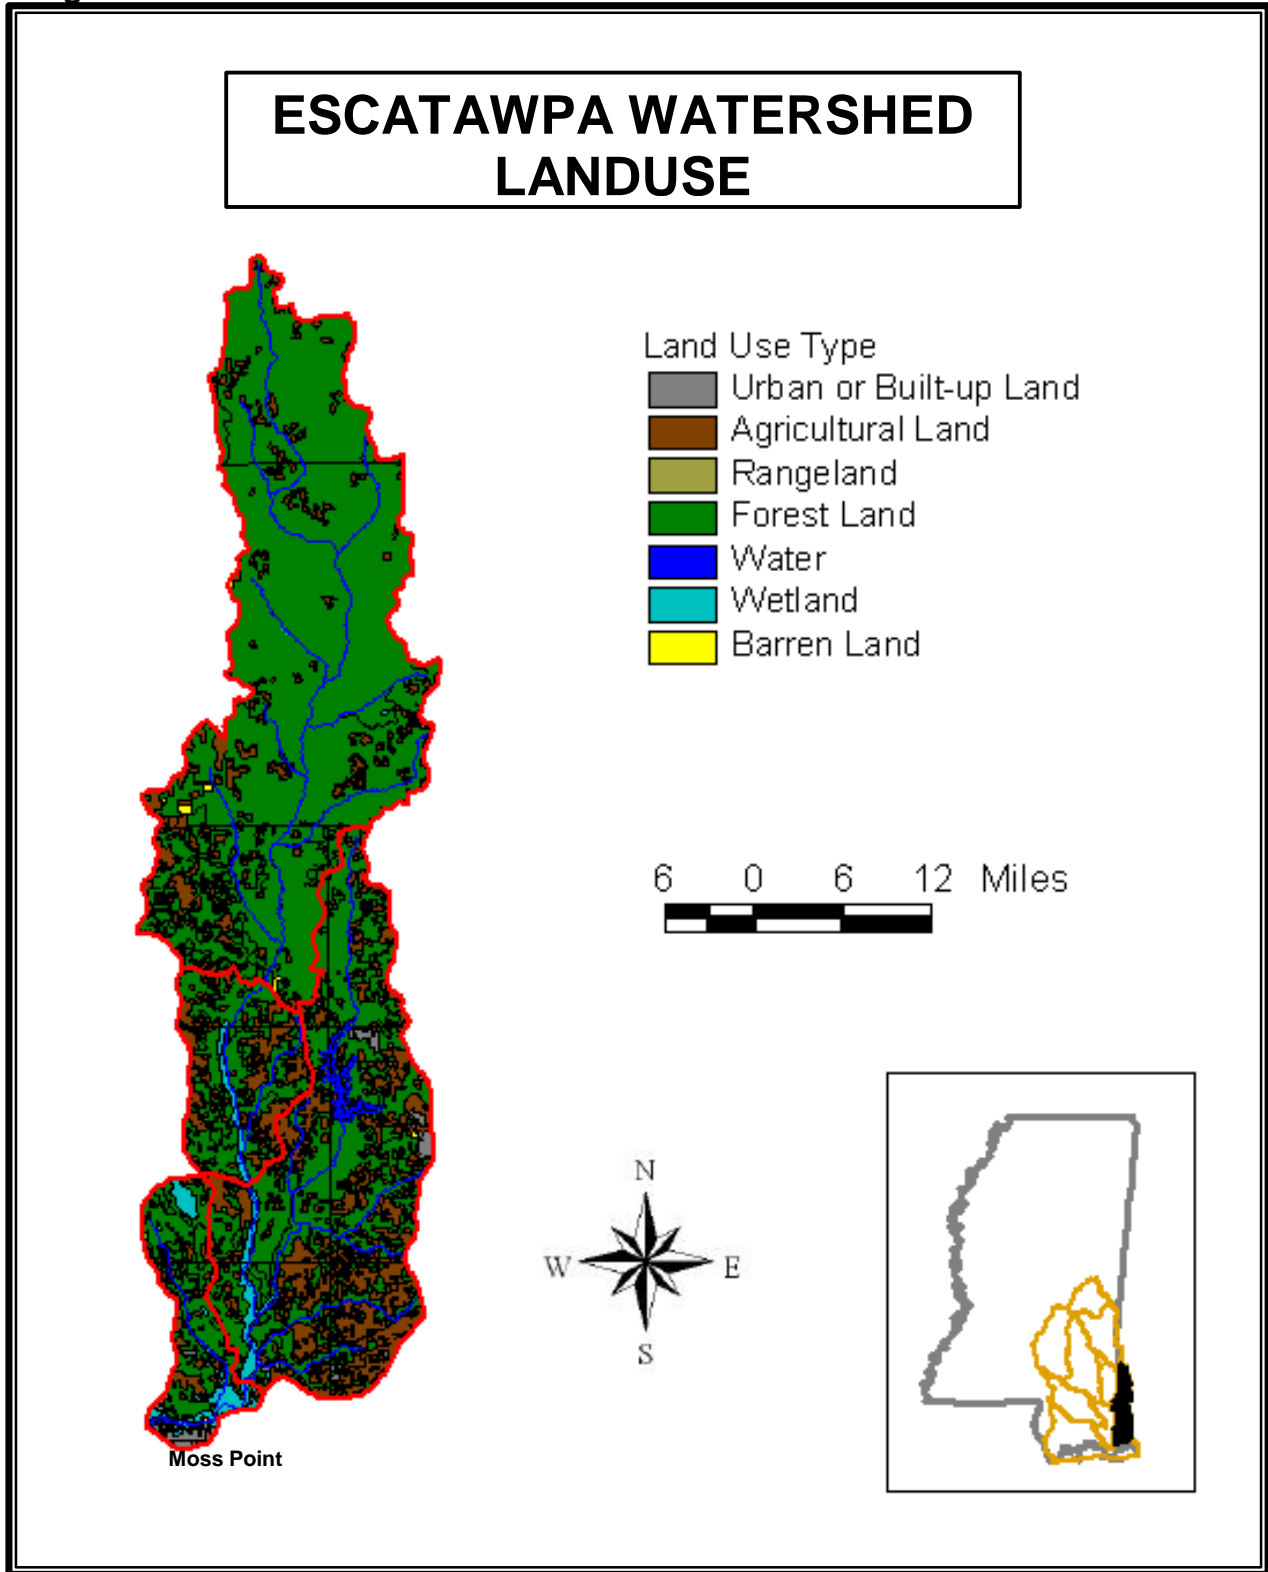 ESCATAWPA WATERSHED
LANDUSE
Land Use Type
Urban or Built-up Land
Agricultural Land
Rangeland
Forest Land
Water
Wetland
Barren Land
6 0 6 12 Miles
N
W E
S
Moss Point